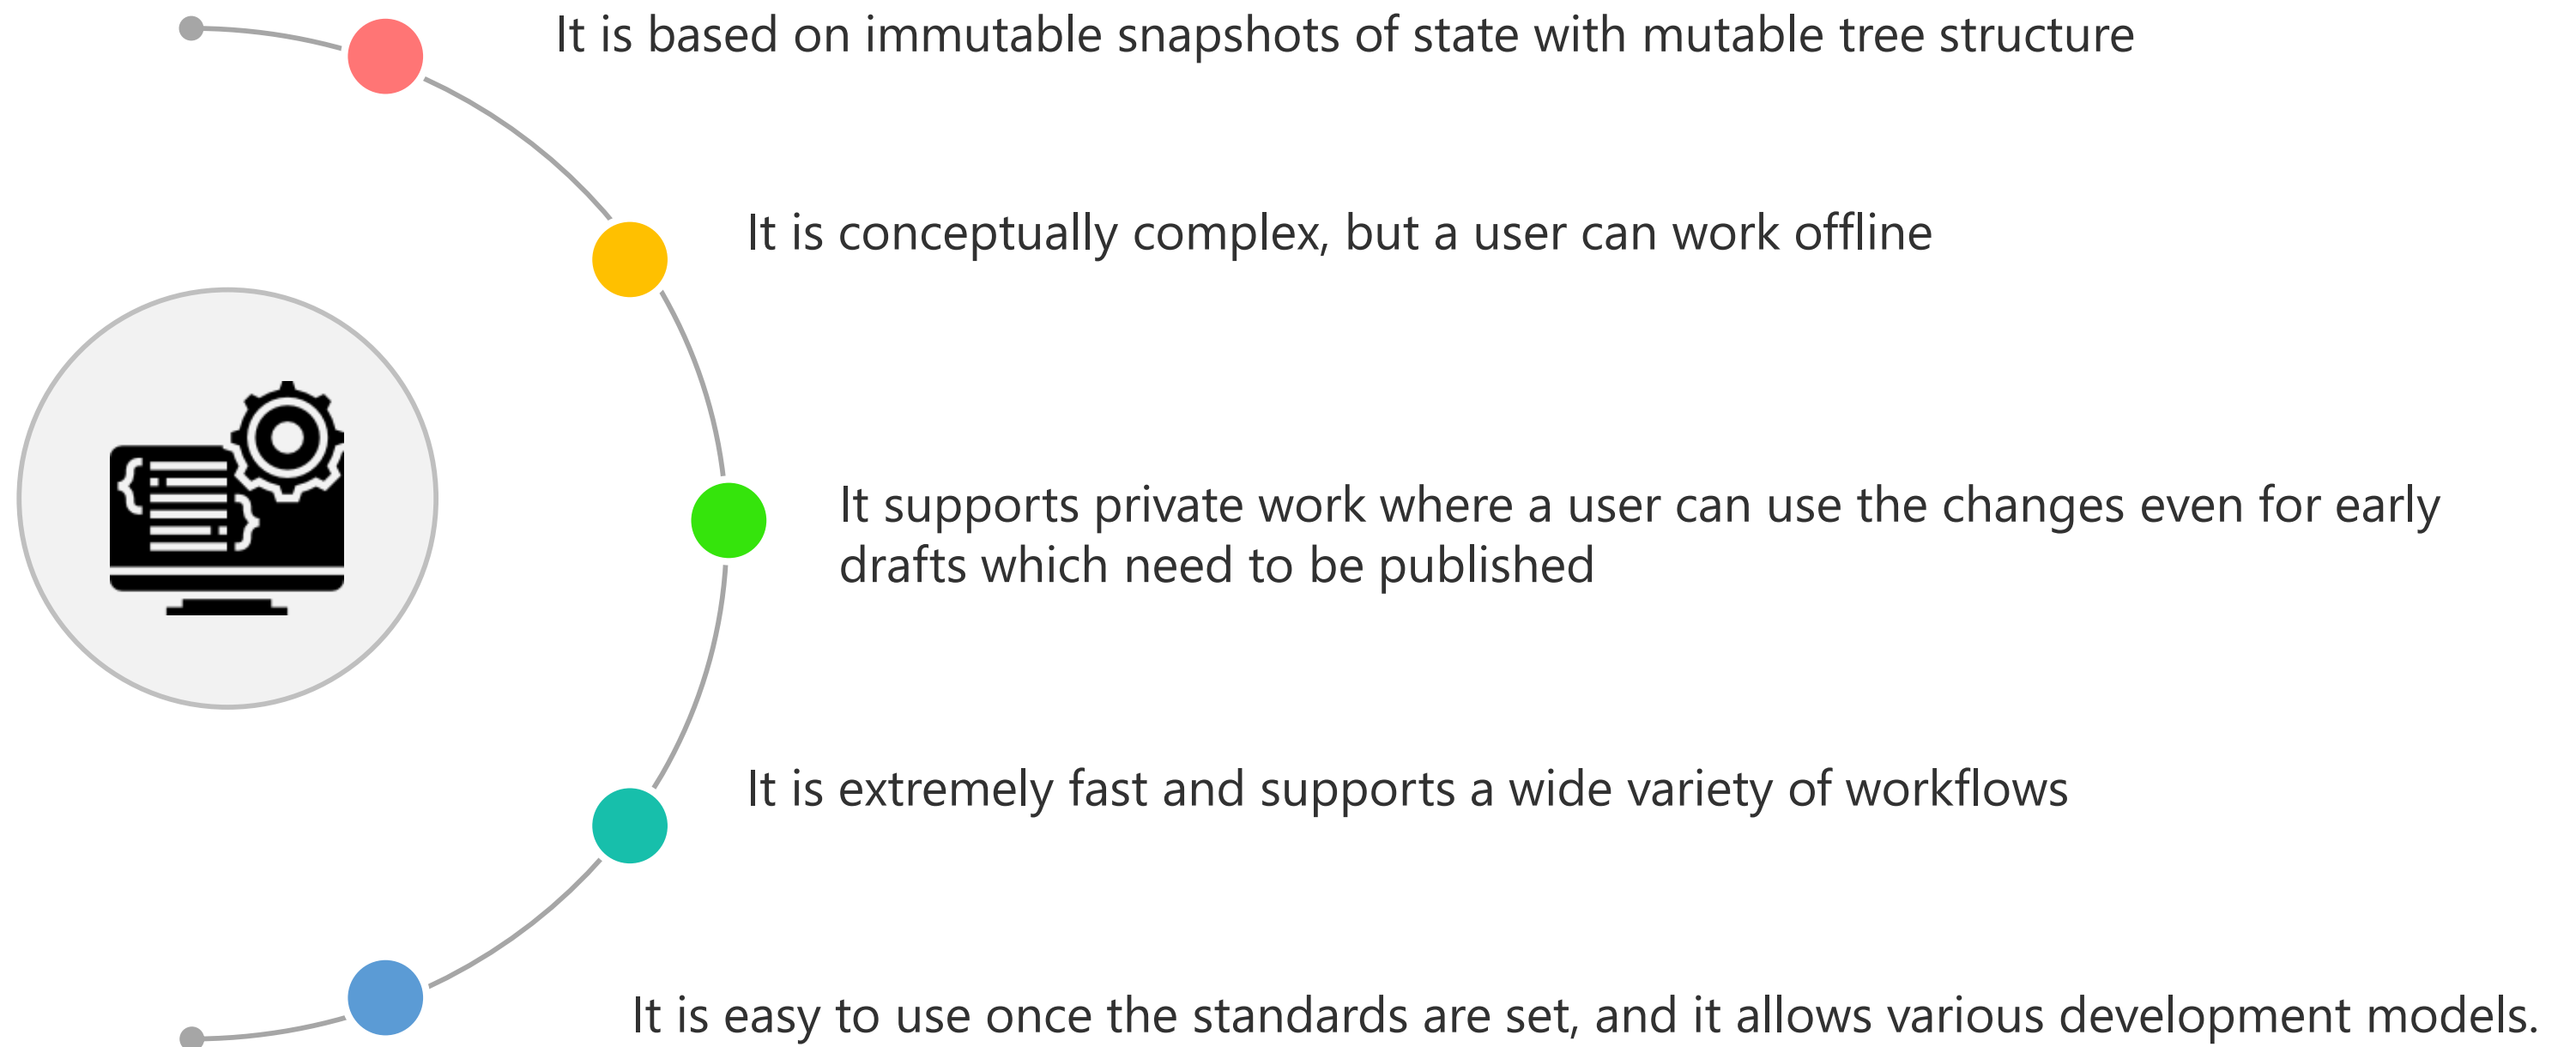 It is based on immutable snapshots of state with mutable tree structure
It is conceptually complex, but a user can work offline
It supports private work where a user can use the changes even for early
drafts which need to be published
It is extremely fast and supports a wide variety of workflows
It is easy to use once the standards are set, and it allows various development models.